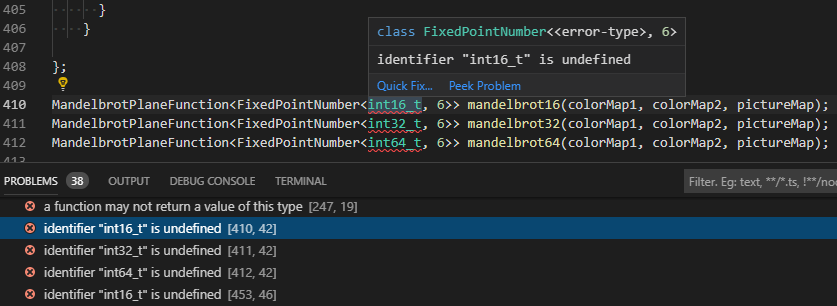 405 }
406 }
407
408 };
409
class FixedPointNumber<<error-type>, 6>
identifier "int16_t" is undefined
Quick Fix... Peek Problem
410 MandelbrotPlaneFunction<FixedPointNumber<int16_t, 6>> mandelbrot16(colorMap1, colorMap2, pictureMap);
411 MandelbrotPlaneFunction<FixedPointNumber<int32_t, 6>> mandelbrot32(colorMap1, colorMap2, pictureMap);
412 MandelbrotPlaneFunction<FixedPointNumber<int64_t, 6>> mandelbrot64(colorMap1, colorMap2, pictureMap);
413
PROBLEMS 38 OUTPUT DEBUG CONSOLE TERMINAL Filter. Eg: text, **/*.ts, !**/noc
a function may not return a value of this type [247, 19]
identifier "int16_t" is undefined [410, 42]
identifier "int32_t" is undefined [411, 42]
identifier "int64_t" is undefined [412, 42]
identifier "int16_t" is undefined [453, 46]